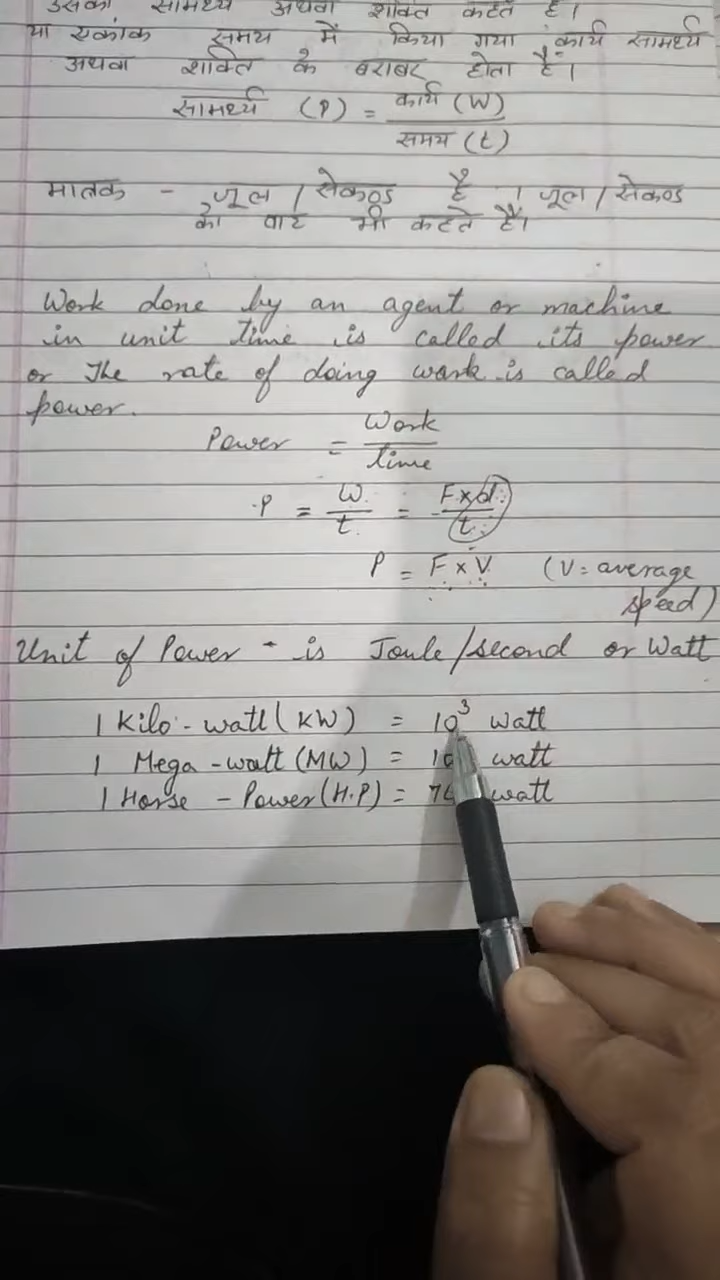 उसकी सामर्थ्य अथवा शक्ति कहते हैं।
या एकांक समय में किया गया कार्य सामर्थ्य
अथवा शक्ति के बराबर होता है।
सामर्थ्य (P) = कार्य (W)
समय (t)
मात्रक - जूल / सेकण्ड है । जूल / सेकण्ड
को वाट भी कहते हैं।
Work done by an agent or machine
in unit time is called its power
or The rate of doing work is called
power.
Power = Work
time
P = W = F x d
t t
P = F x V (V = average
speed)
Unit of Power - is Joule/second or Watt
1 Kilo - watt (KW) = 10³ watt
1 Mega - watt (MW) = 10 watt
1 Horse - Power (H.P) = watt